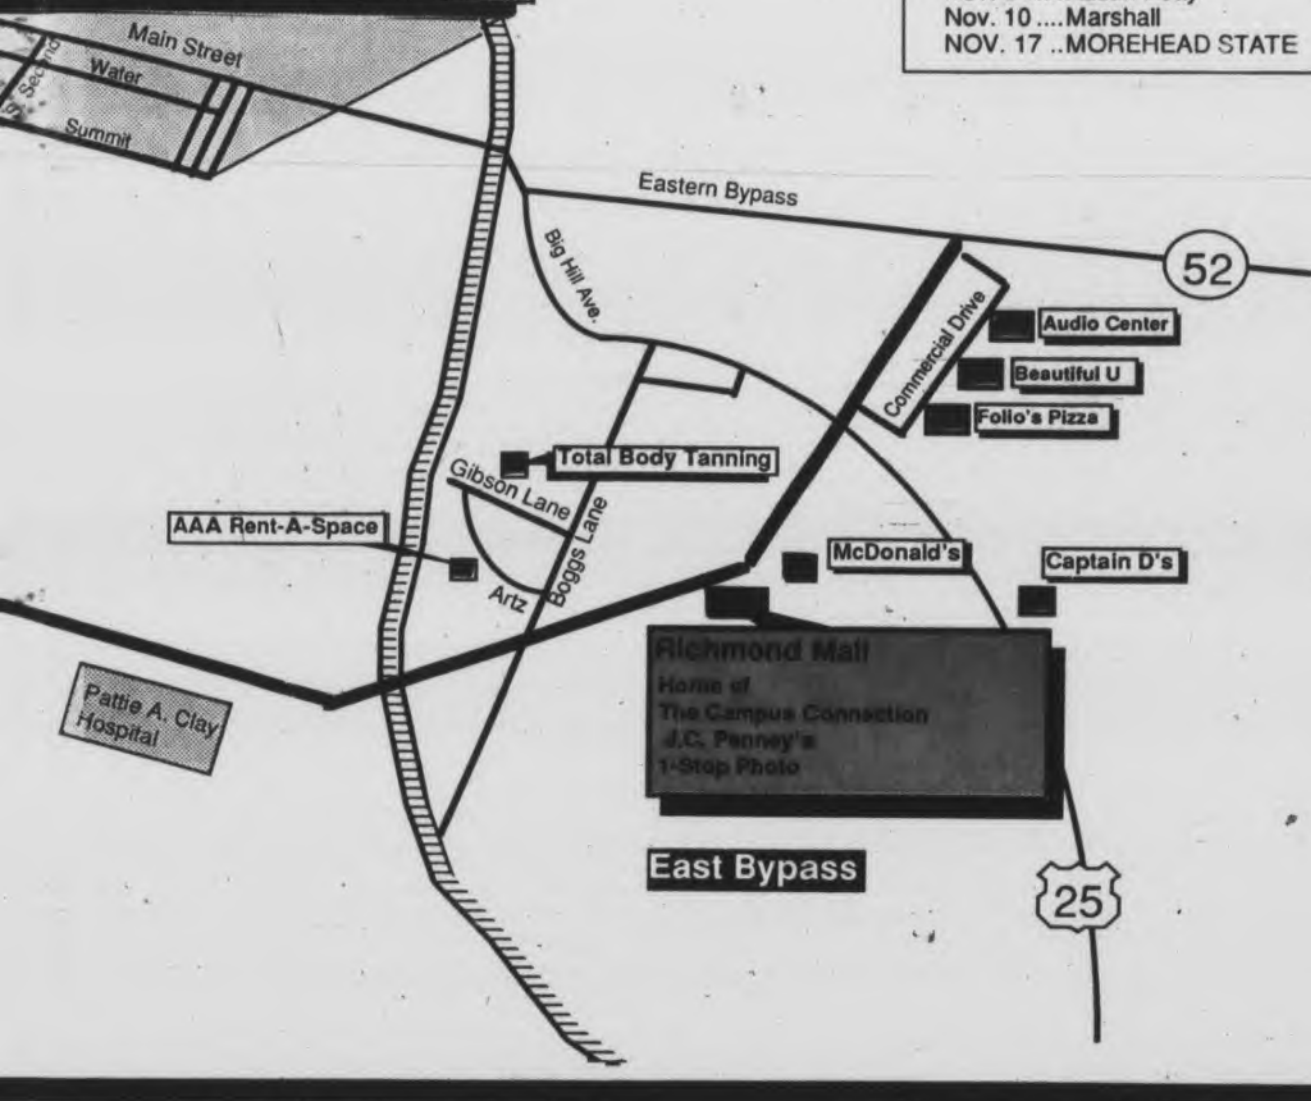 Nov. 10 ....Marshall
NOV. 17 ..MOREHEAD STATE
Main Street
Water
S. Second
Summit
Eastern Bypass
52
Big Hill Ave.
Commercial Drive
Audio Center
Beautiful U
Folio's Pizza
Total Body Tanning
Gibson Lane
AAA Rent-A-Space
Boggs Lane
Artz
McDonald's
Captain D's
Richmond Mall
Home of
The Campus Connection
J.C. Penney's
1-Stop Photo
Pattie A. Clay
Hospital
East Bypass
25